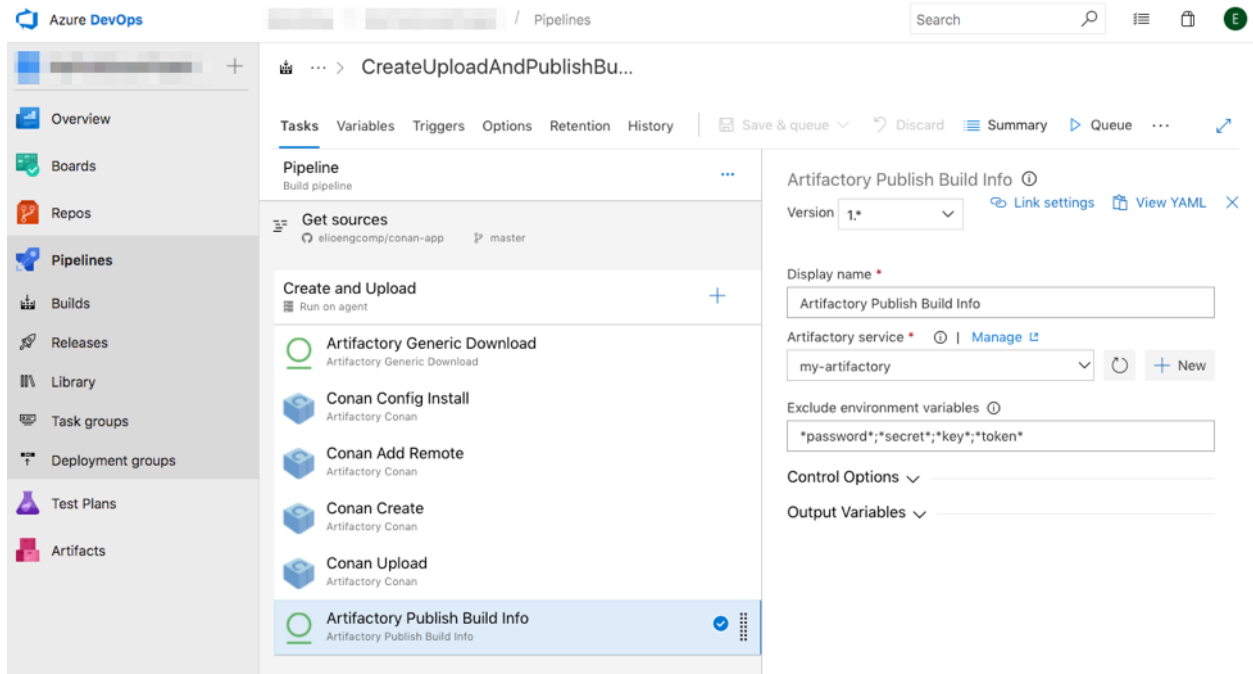 Azure DevOps
/ Pipelines
Search
E
CreateUploadAndPublishBu...
Overview
Boards
Repos
Pipelines
Builds
Releases
Library
Task groups
Deployment groups
Test Plans
Artifacts
Tasks Variables Triggers Options Retention History
Save & queue Discard Summary Queue ...
Pipeline
Build pipeline
Get sources
elioengcomp/conan-app master
Create and Upload
Run on agent
Artifactory Generic Download
Artifactory Generic Download
Conan Config Install
Artifactory Conan
Conan Add Remote
Artifactory Conan
Conan Create
Artifactory Conan
Conan Upload
Artifactory Conan
Artifactory Publish Build Info
Artifactory Publish Build Info
Artifactory Publish Build Info
Link settings View YAML
Version 1.*
Display name *
Artifactory Publish Build Info
Artifactory service * | Manage
my-artifactory
New
Exclude environment variables
*password*;*secret*;*key*;*token*
Control Options
Output Variables